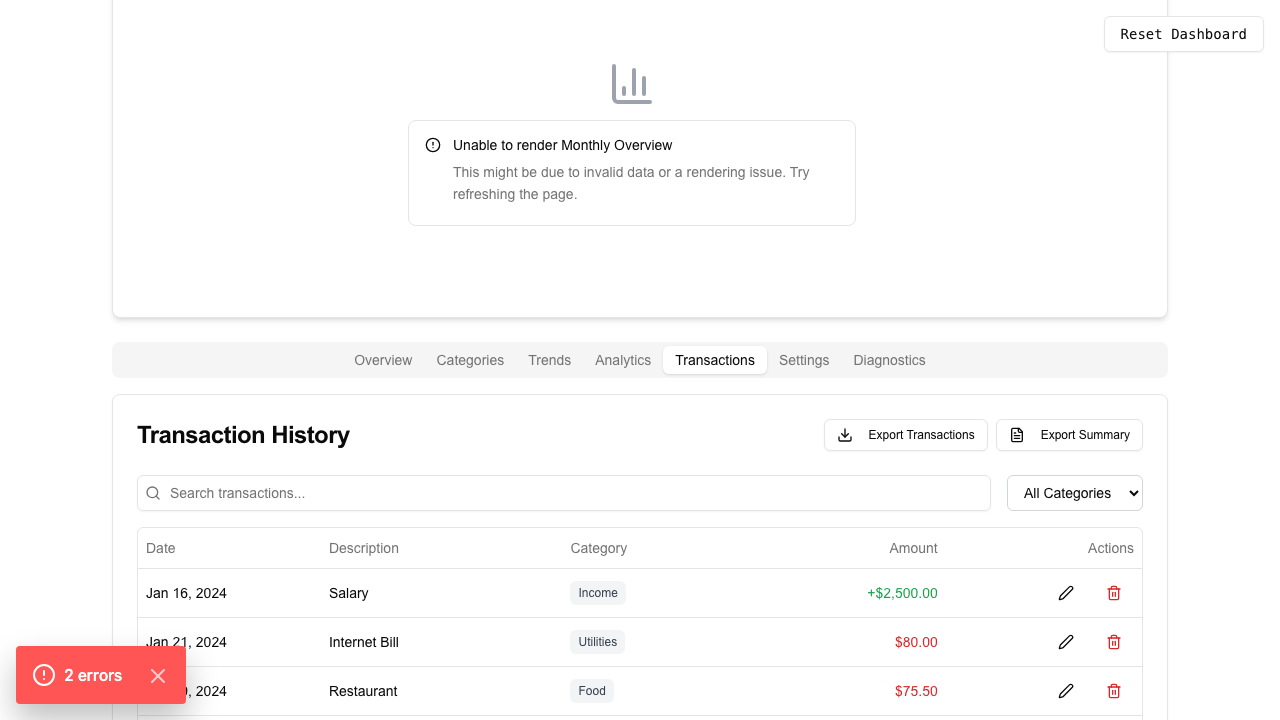 Reset Dashboard
Unable to render Monthly Overview
This might be due to invalid data or a rendering issue. Try
refreshing the page.
Overview Categories Trends Analytics Transactions Settings Diagnostics
Transaction History
Export Transactions Export Summary
Search transactions...
All Categories
Date Description Category Amount Actions
Jan 16, 2024 Salary Income +$2,500.00
Jan 21, 2024 Internet Bill Utilities $80.00
2 errors
, 2024 Restaurant Food $75.50